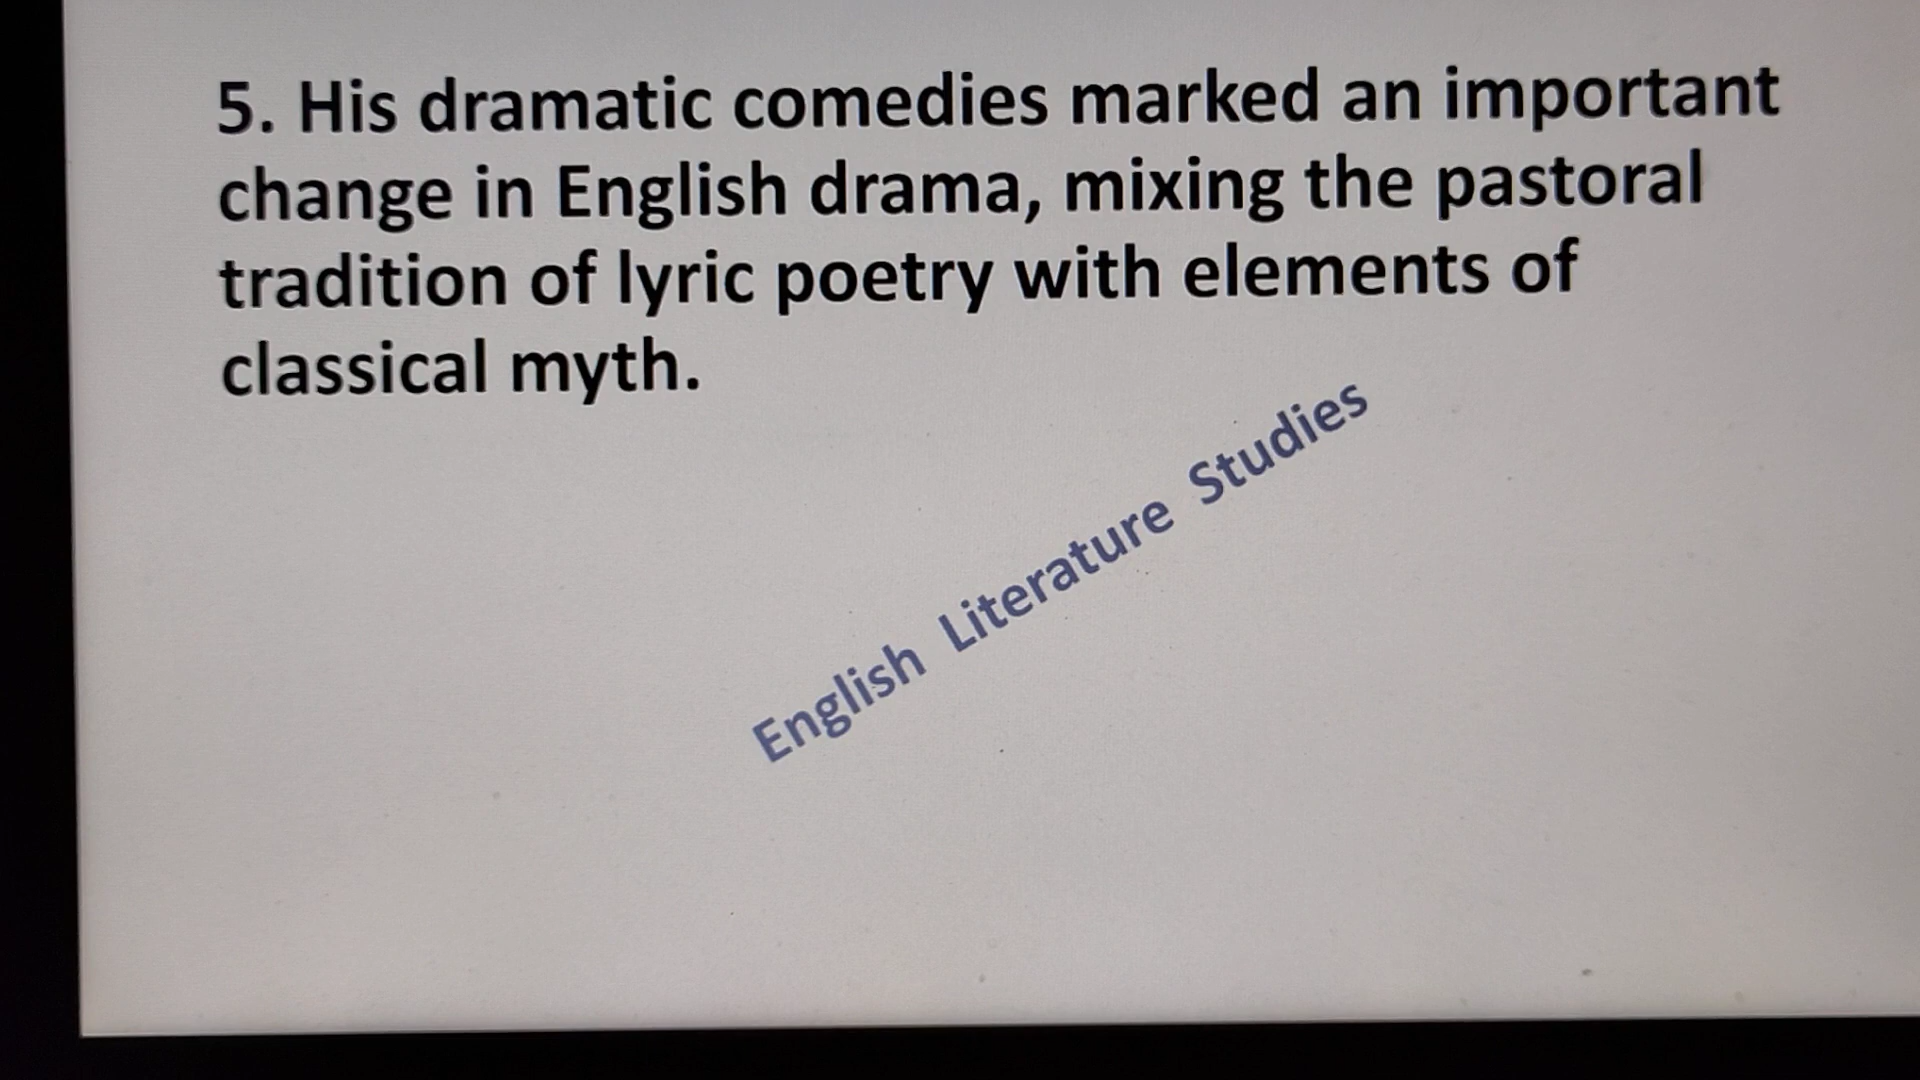 5. His dramatic comedies marked an important
change in English drama, mixing the pastoral
tradition of lyric poetry with elements of
classical myth.
English Literature Studies